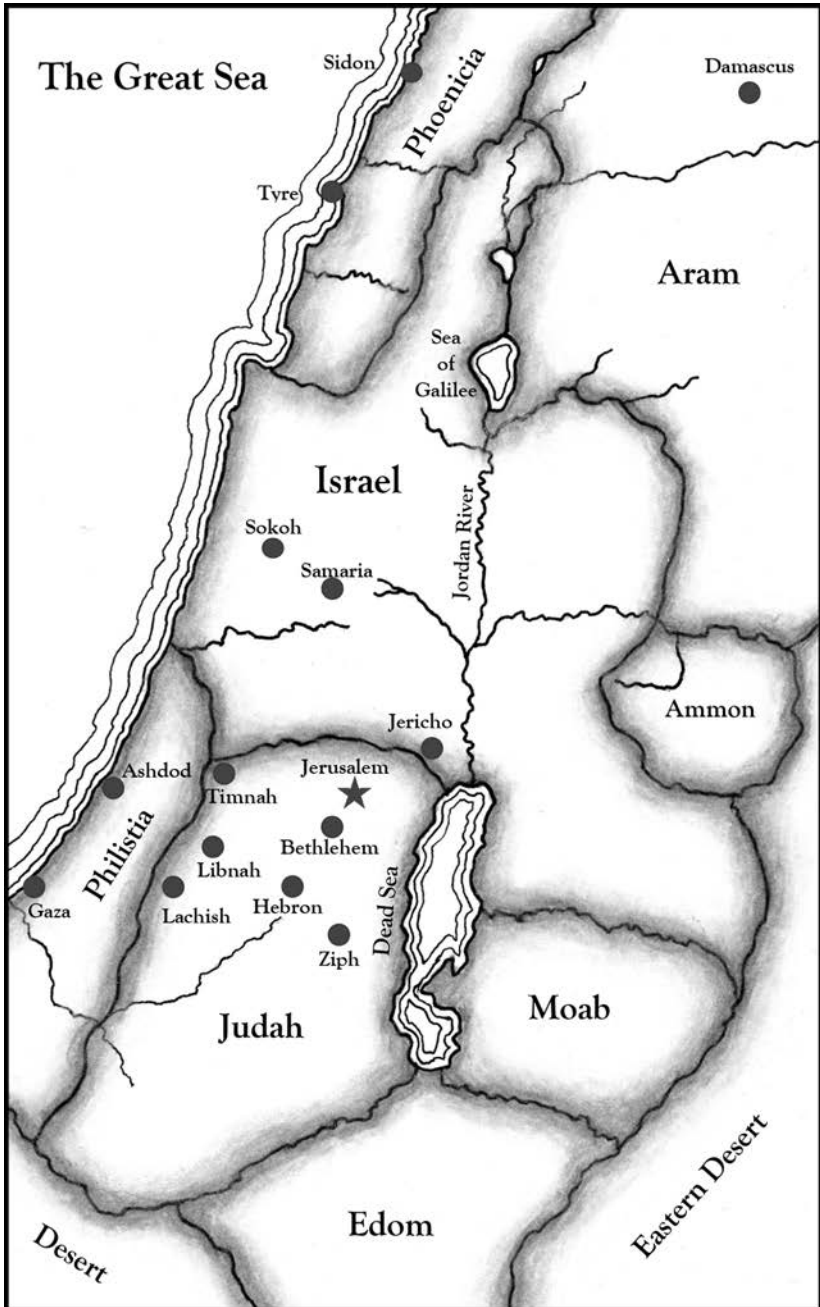 The Great Sea
Sidon
Phoenicia
Damascus
Tyre
Aram
Sea
of
Galilee
Israel
Jordan River
Sokoh
Samaria
Ammon
Jericho
Jerusalem
Ashdod
Timnah
Philistia
Bethlehem
Libnah
Gaza
Lachish
Hebron
Dead Sea
Ziph
Moab
Judah
Eastern Desert
Edom
Desert